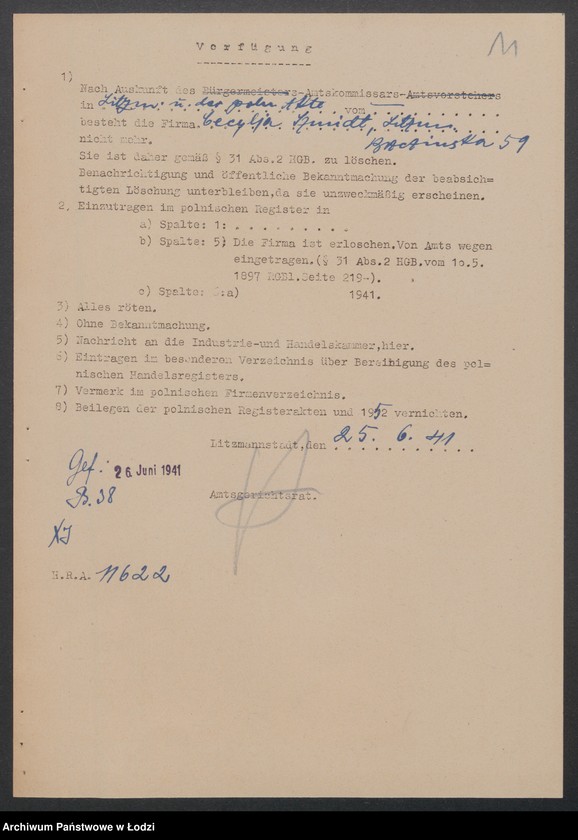 11
Verfügung
1)
Nach Auskunft des Bürgermeisters-Amtskommissars-Amtsvorstehers
in Litzm. u. der poln. Akte vom
besteht die Firma Cecylja Szmidt, Litzm.
59
nicht mehr.
Sie ist daher gemäß § 31 Abs.2 HGB. zu löschen.
Benachrichtigung und öffentliche Bekanntmachung der beabsich=
tigten Löschung unterbleiben,da sie unzweckmäßig erscheinen.
2, Einzutragen im polnischen Register in
a) Spalte: 1: . . . . . . . . . .
b) Spalte: 5) Die Firma ist erloschen.Von Amts wegen
eingetragen.(§ 31 Abs.2 HGB.vom 1o.5.
1897 RGBl.Seite 219-).
c) Spalte: :a) 1941.
3) Alles röten.
4) Ohne Bekanntmachung.
5) Nachricht an die Industrie-und Handelskammer,hier.
6) Eintragen im besonderen Verzeichnis über Bereinigung des pol=
nischen Handelsregisters.
7) Vermerk im polnischen Firmenverzeichnis.
8) Beilegen der polnischen Registerakten und 1952 vernichten.
Litzmannstadt,den 25. 6. 41
Gef: 26. Juni 1941
B. 38
Amtsgerichtsrat.
H.R.A. 11622
Archiwum Państwowe w Łodzi